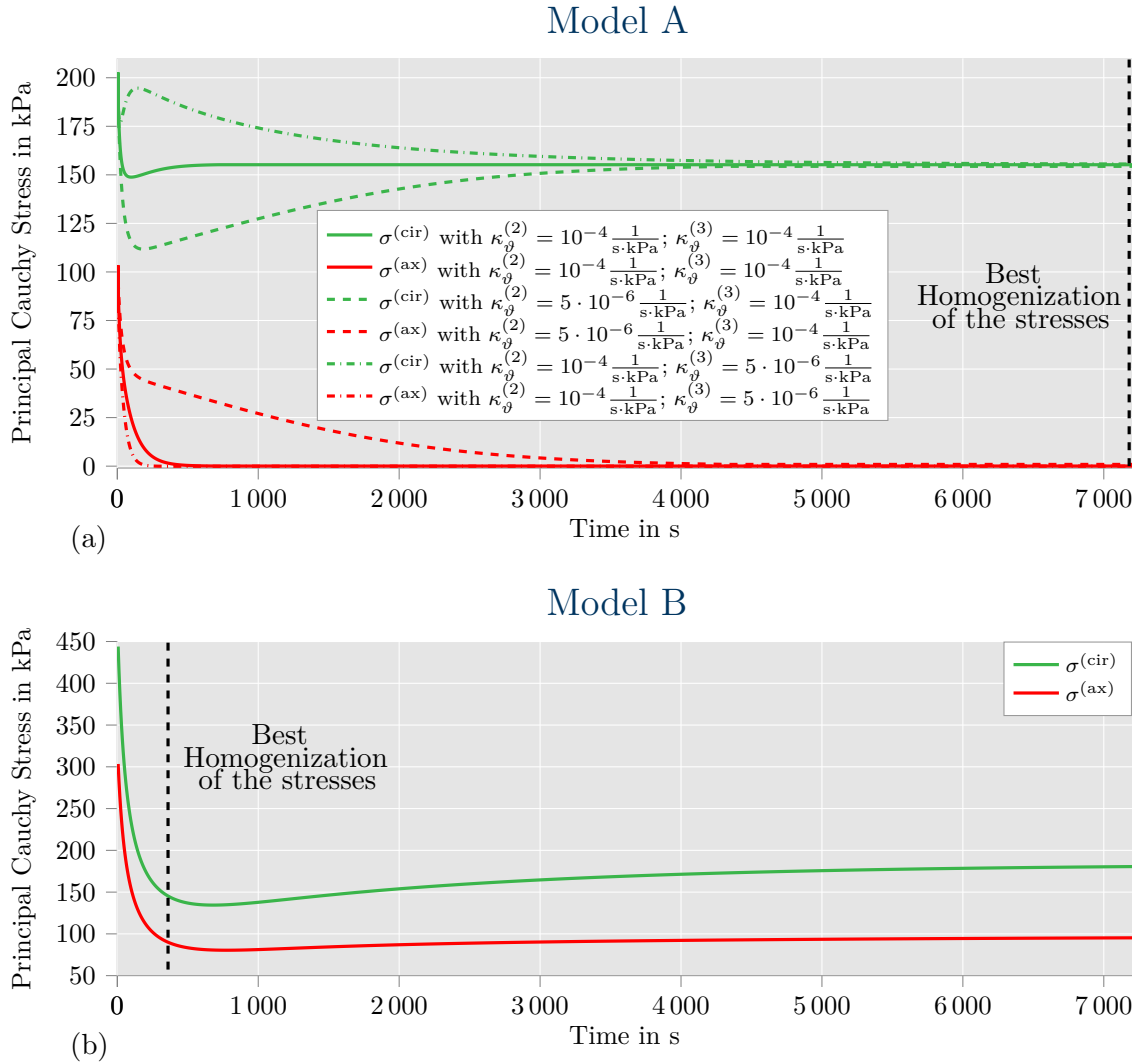 Model A
Principal Cauchy Stress in kPa
200
175
150
125
100
75
50
25
0
σ^(cir) with κ_ϑ^(2) = 10^−4 1/(s·kPa); κ_ϑ^(3) = 10^−4 1/(s·kPa)
σ^(ax) with κ_ϑ^(2) = 10^−4 1/(s·kPa); κ_ϑ^(3) = 10^−4 1/(s·kPa)
σ^(cir) with κ_ϑ^(2) = 5 · 10^−6 1/(s·kPa); κ_ϑ^(3) = 10^−4 1/(s·kPa)
σ^(ax) with κ_ϑ^(2) = 5 · 10^−6 1/(s·kPa); κ_ϑ^(3) = 10^−4 1/(s·kPa)
σ^(cir) with κ_ϑ^(2) = 10^−4 1/(s·kPa); κ_ϑ^(3) = 5 · 10^−6 1/(s·kPa)
σ^(ax) with κ_ϑ^(2) = 10^−4 1/(s·kPa); κ_ϑ^(3) = 5 · 10^−6 1/(s·kPa)
Best
Homogenization
of the stresses
0 1 000 2 000 3 000 4 000 5 000 6 000 7 000
Time in s
(a)
Model B
Principal Cauchy Stress in kPa
450
400
350
300
250
200
150
100
50
σ^(cir)
σ^(ax)
Best
Homogenization
of the stresses
0 1 000 2 000 3 000 4 000 5 000 6 000 7 000
Time in s
(b)